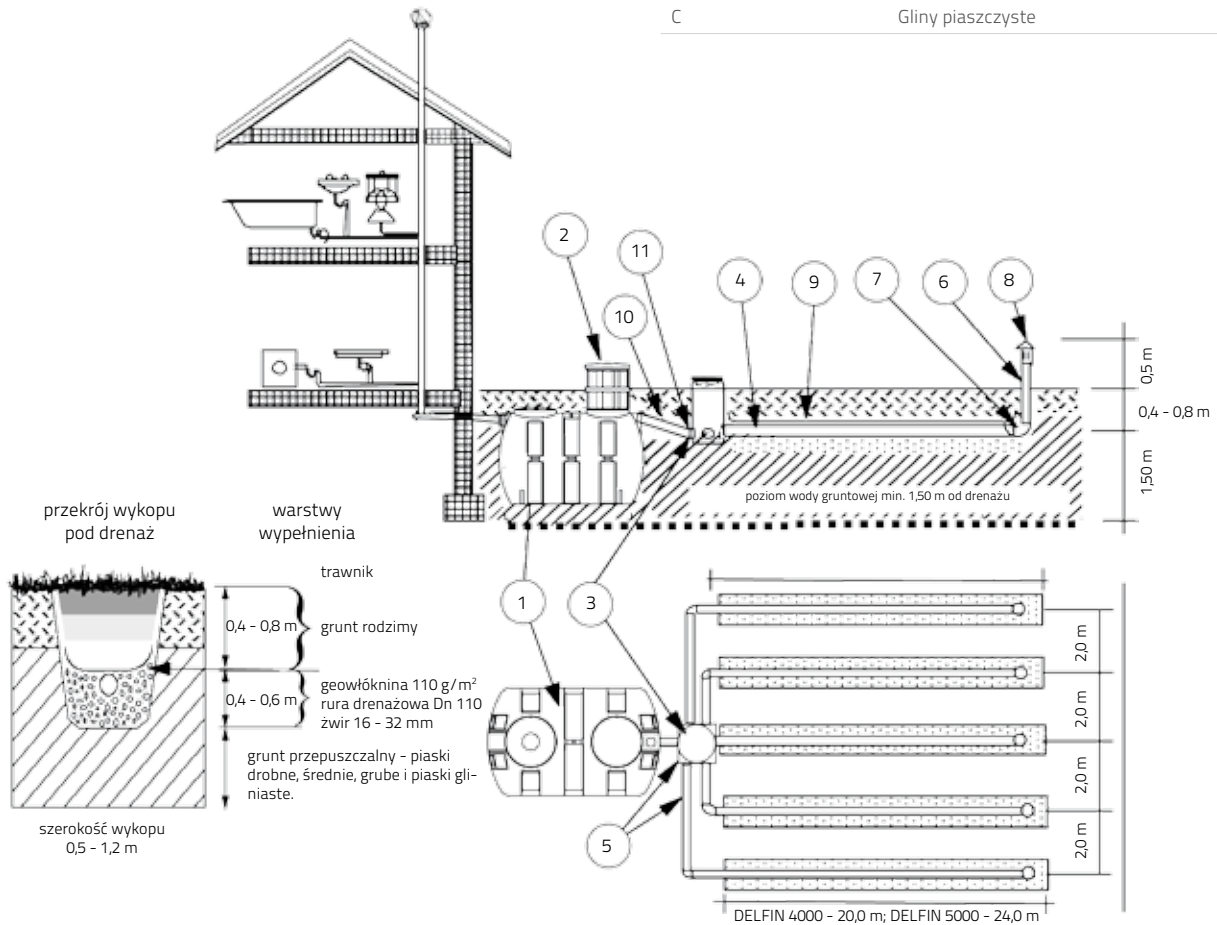 C Gliny piaszczyste
2
11
4
9
7
6
8
10
0,5 m
0,4 - 0,8 m
1,50 m
poziom wody gruntowej min. 1,50 m od drenażu
przekrój wykopu
pod drenaż
warstwy
wypełnienia
trawnik
0,4 - 0,8 m
grunt rodzimy
0,4 - 0,6 m
geowłóknina 110 g/m²
rura drenażowa Dn 110
żwir 16 - 32 mm
grunt przepuszczalny - piaski
drobne, średnie, grube i piaski gli-
niaste.
szerokość wykopu
0,5 - 1,2 m
1
3
5
2,0 m
2,0 m
2,0 m
2,0 m
DELFIN 4000 - 20,0 m; DELFIN 5000 - 24,0 m